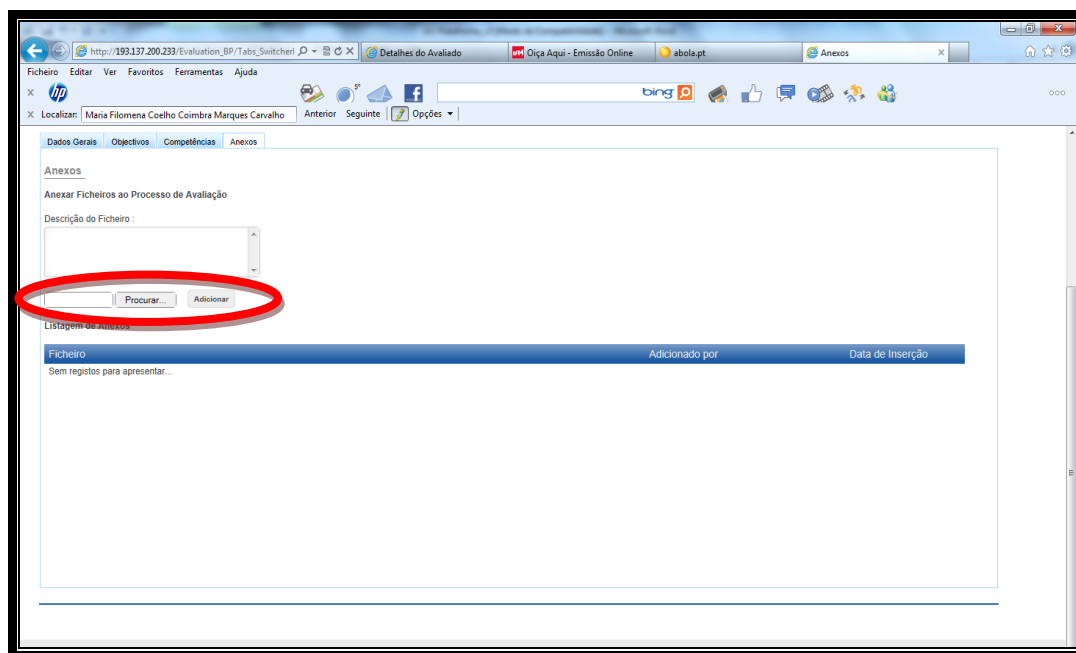 http://193.137.200.233/Evaluation_BP/Tabs_Switcherl
Detalhes do Avaliado
Oiça Aqui - Emissão Online
abola.pt
Anexos
Ficheiro Editar Ver Favoritos Ferramentas Ajuda
hp
f
bing
x Localizar: Maria Filomena Coelho Coimbra Marques Carvalho Anterior Seguinte Opções
Dados Gerais Objectivos Competências Anexos
Anexos
Anexar Ficheiros ao Processo de Avaliação
Descrição do Ficheiro :
Procurar... Adicionar
Listagem de Anexos
Ficheiro Adicionado por Data de Inserção
Sem registos para apresentar...